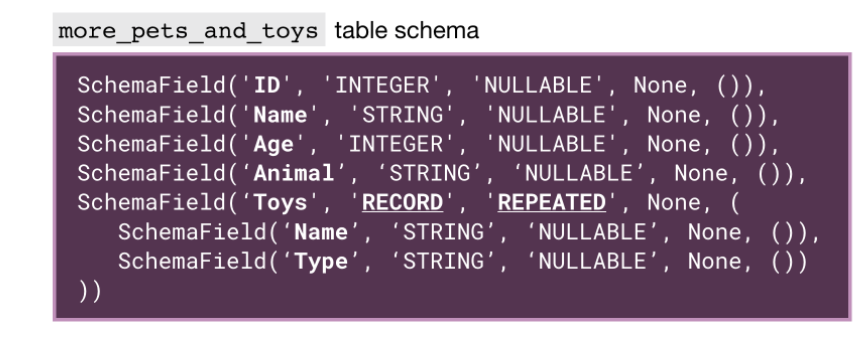 more_pets_and_toys table schema
SchemaField('ID', 'INTEGER', 'NULLABLE', None, ()),
SchemaField('Name', 'STRING', 'NULLABLE', None, ()),
SchemaField('Age', 'INTEGER', 'NULLABLE', None, ()),
SchemaField(‘Animal’, ‘STRING’, ‘NULLABLE’, None, ()),
SchemaField(‘Toys’, 'RECORD', 'REPEATED', None, (
SchemaField(‘Name’, ‘STRING’, ‘NULLABLE’, None, ()),
SchemaField(‘Type’, ‘STRING’, ‘NULLABLE’, None, ())
))